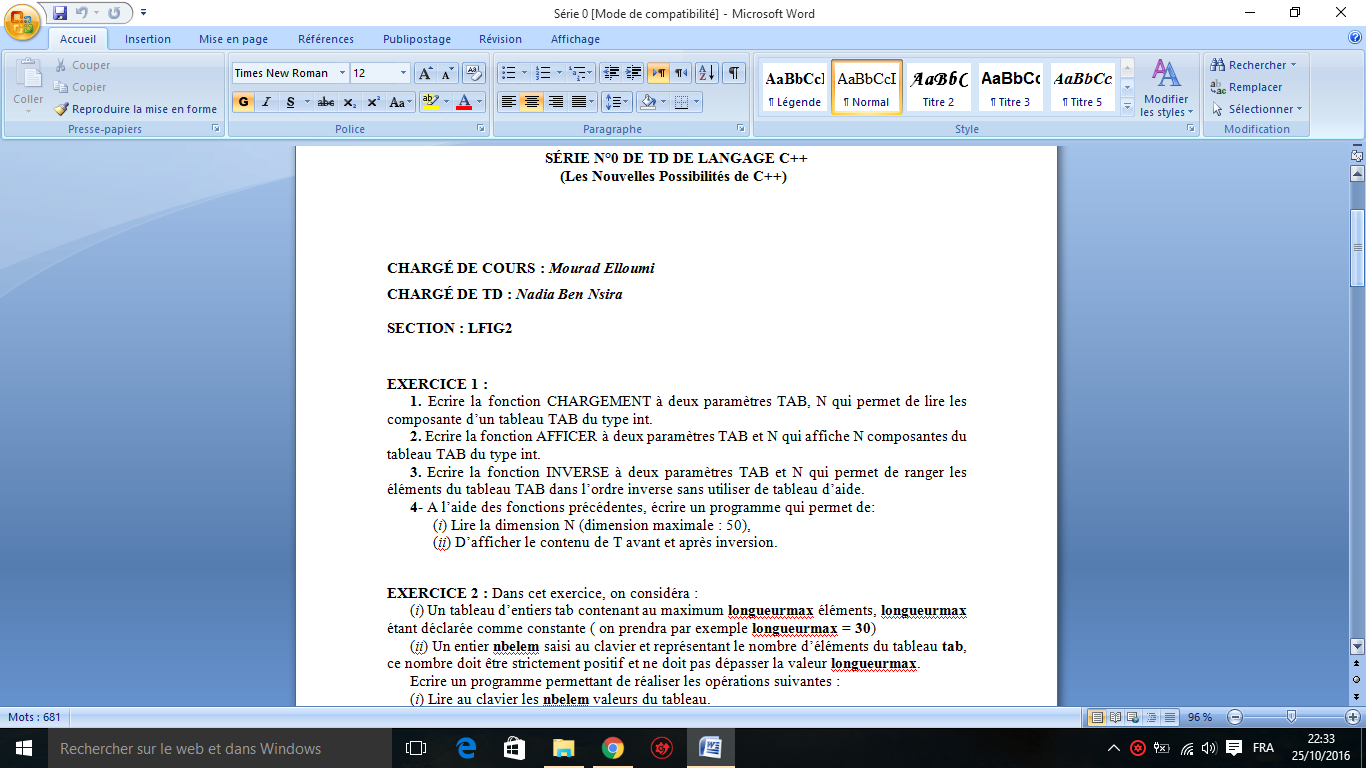 Série 0 [Mode de compatibilité] - Microsoft Word
Accueil Insertion Mise en page Références Publipostage Révision Affichage
Coller
Couper
Copier
Reproduire la mise en forme
Presse-papiers
Times New Roman 12
G I S abc x₂ x² Aa
Police
Paragraphe
AaBbCcI AaBbCcI AaBbC AaBbCc AaBbCc
¶ Légende ¶ Normal Titre 2 ¶ Titre 3 ¶ Titre 5
Modifier
les styles
Style
Rechercher
Remplacer
Sélectionner
Modification
SÉRIE N°0 DE TD DE LANGAGE C++
(Les Nouvelles Possibilités de C++)
CHARGÉ DE COURS : Mourad Elloumi
CHARGÉ DE TD : Nadia Ben Nsira
SECTION : LFIG2
EXERCICE 1 :
1. Ecrire la fonction CHARGEMENT à deux paramètres TAB, N qui permet de lire les
composante d'un tableau TAB du type int.
2. Ecrire la fonction AFFICER à deux paramètres TAB et N qui affiche N composantes du
tableau TAB du type int.
3. Ecrire la fonction INVERSE à deux paramètres TAB et N qui permet de ranger les
éléments du tableau TAB dans l'ordre inverse sans utiliser de tableau d'aide.
4- A l'aide des fonctions précédentes, écrire un programme qui permet de:
(i) Lire la dimension N (dimension maximale : 50),
(ii) D'afficher le contenu de T avant et après inversion.
EXERCICE 2 : Dans cet exercice, on considéra :
(i) Un tableau d'entiers tab contenant au maximum longueurmax éléments, longueurmax
étant déclarée comme constante ( on prendra par exemple longueurmax = 30)
(ii) Un entier nbelem saisi au clavier et représentant le nombre d'éléments du tableau tab,
ce nombre doit être strictement positif et ne doit pas dépasser la valeur longueurmax.
Ecrire un programme permettant de réaliser les opérations suivantes :
(i) Lire au clavier les nbelem valeurs du tableau.
Mots : 681
96 %
Rechercher sur le web et dans Windows
FRA
22:33
25/10/2016